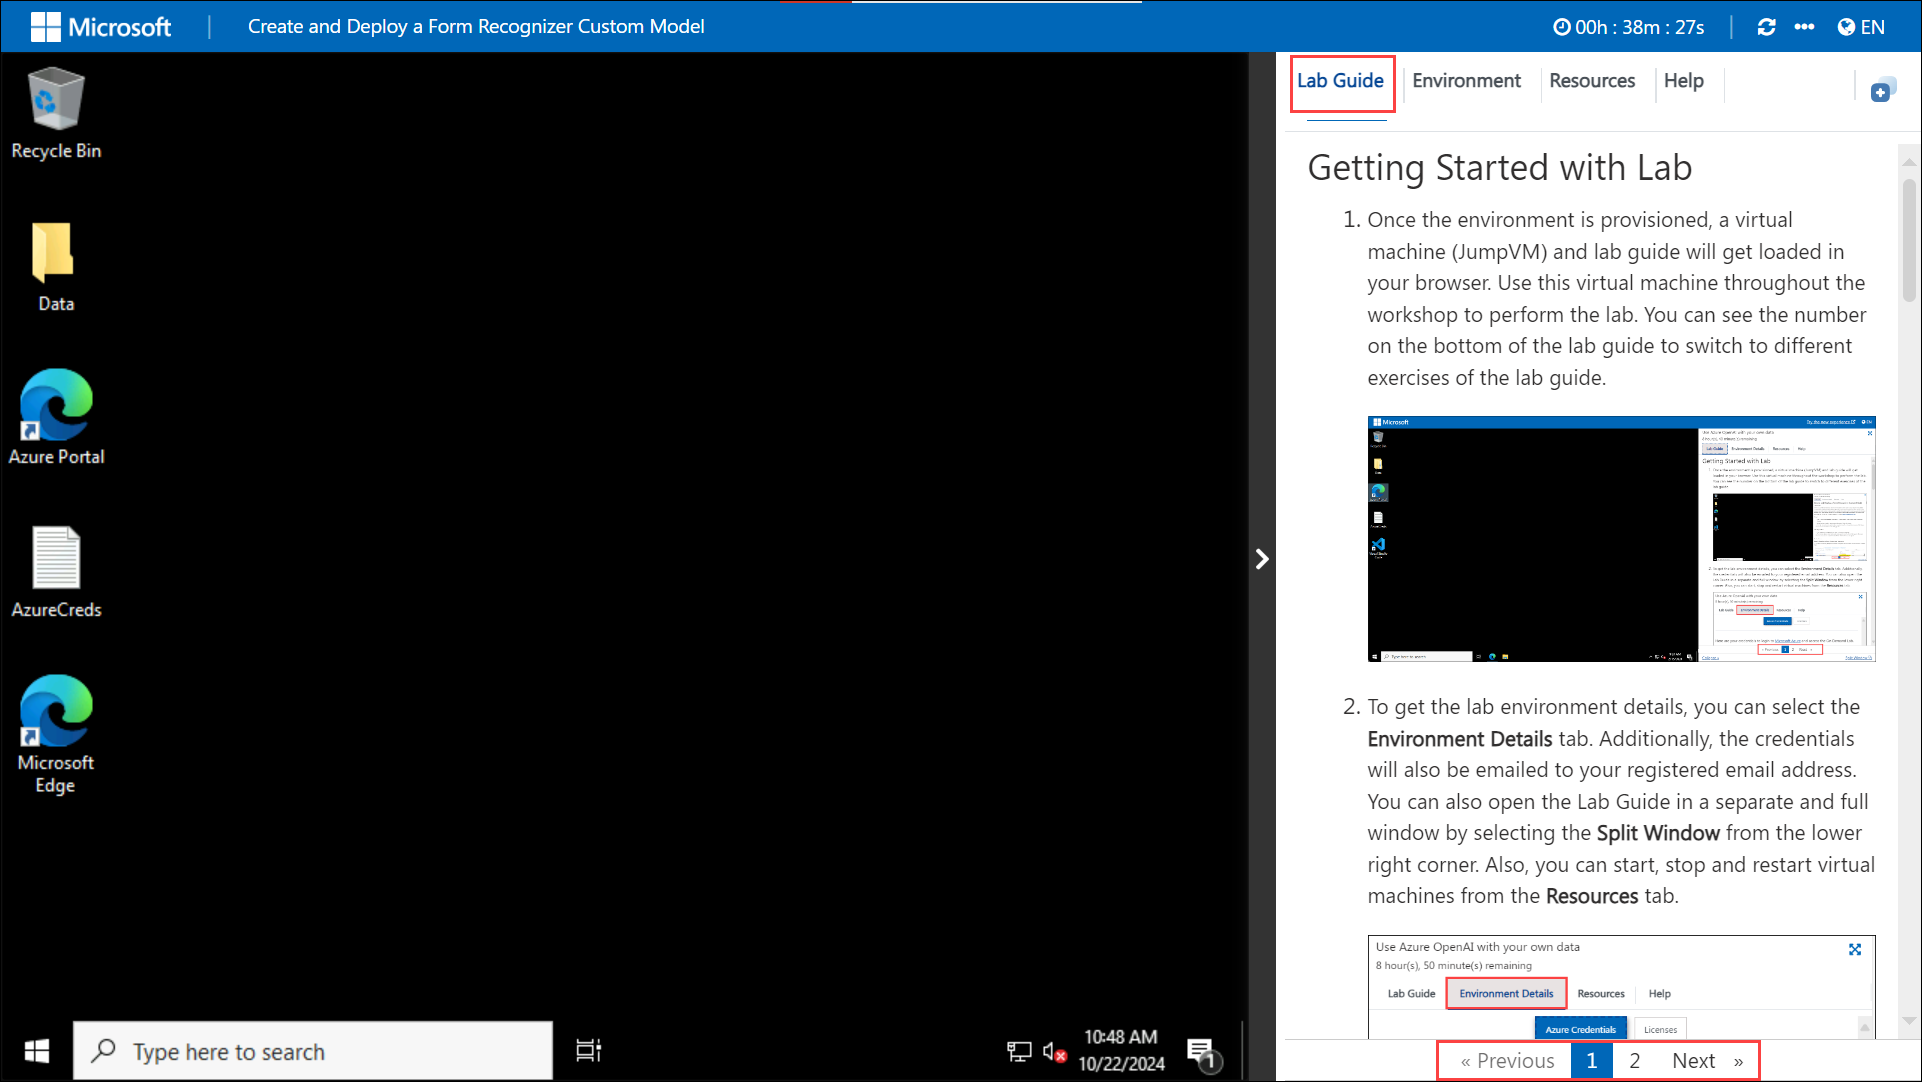 Microsoft
Create and Deploy a Form Recognizer Custom Model
00h : 38m : 27s
EN
Recycle Bin
Data
Azure Portal
AzureCreds
Microsoft
Edge
Type here to search
10:48 AM
10/22/2024
1
Lab Guide
Environment
Resources
Help
Getting Started with Lab
1. Once the environment is provisioned, a virtual
machine (JumpVM) and lab guide will get loaded in
your browser. Use this virtual machine throughout the
workshop to perform the lab. You can see the number
on the bottom of the lab guide to switch to different
exercises of the lab guide.
Microsoft
Getting Started with Lab
2. To get the lab environment details, you can select the
Environment Details tab. Additionally, the credentials
will also be emailed to your registered email address.
You can also open the Lab Guide in a separate and full
window by selecting the Split Window from the lower
right corner. Also, you can start, stop and restart virtual
machines from the Resources tab.
Use Azure OpenAI with your own data
8 hour(s), 50 minute(s) remaining
Lab Guide
Environment Details
Resources
Help
Azure Credentials
Licenses
« Previous
1
2
Next »